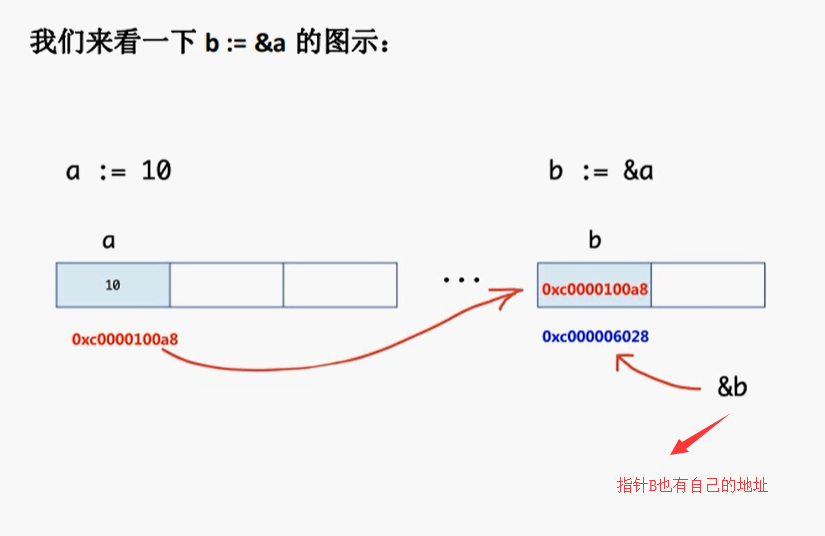 我们来看一下 b := &a 的图示：
a := 10
b := &a
a
b
10
...
0xc0000100a8
0xc0000100a8
0xc000006028
&b
指针B也有自己的地址